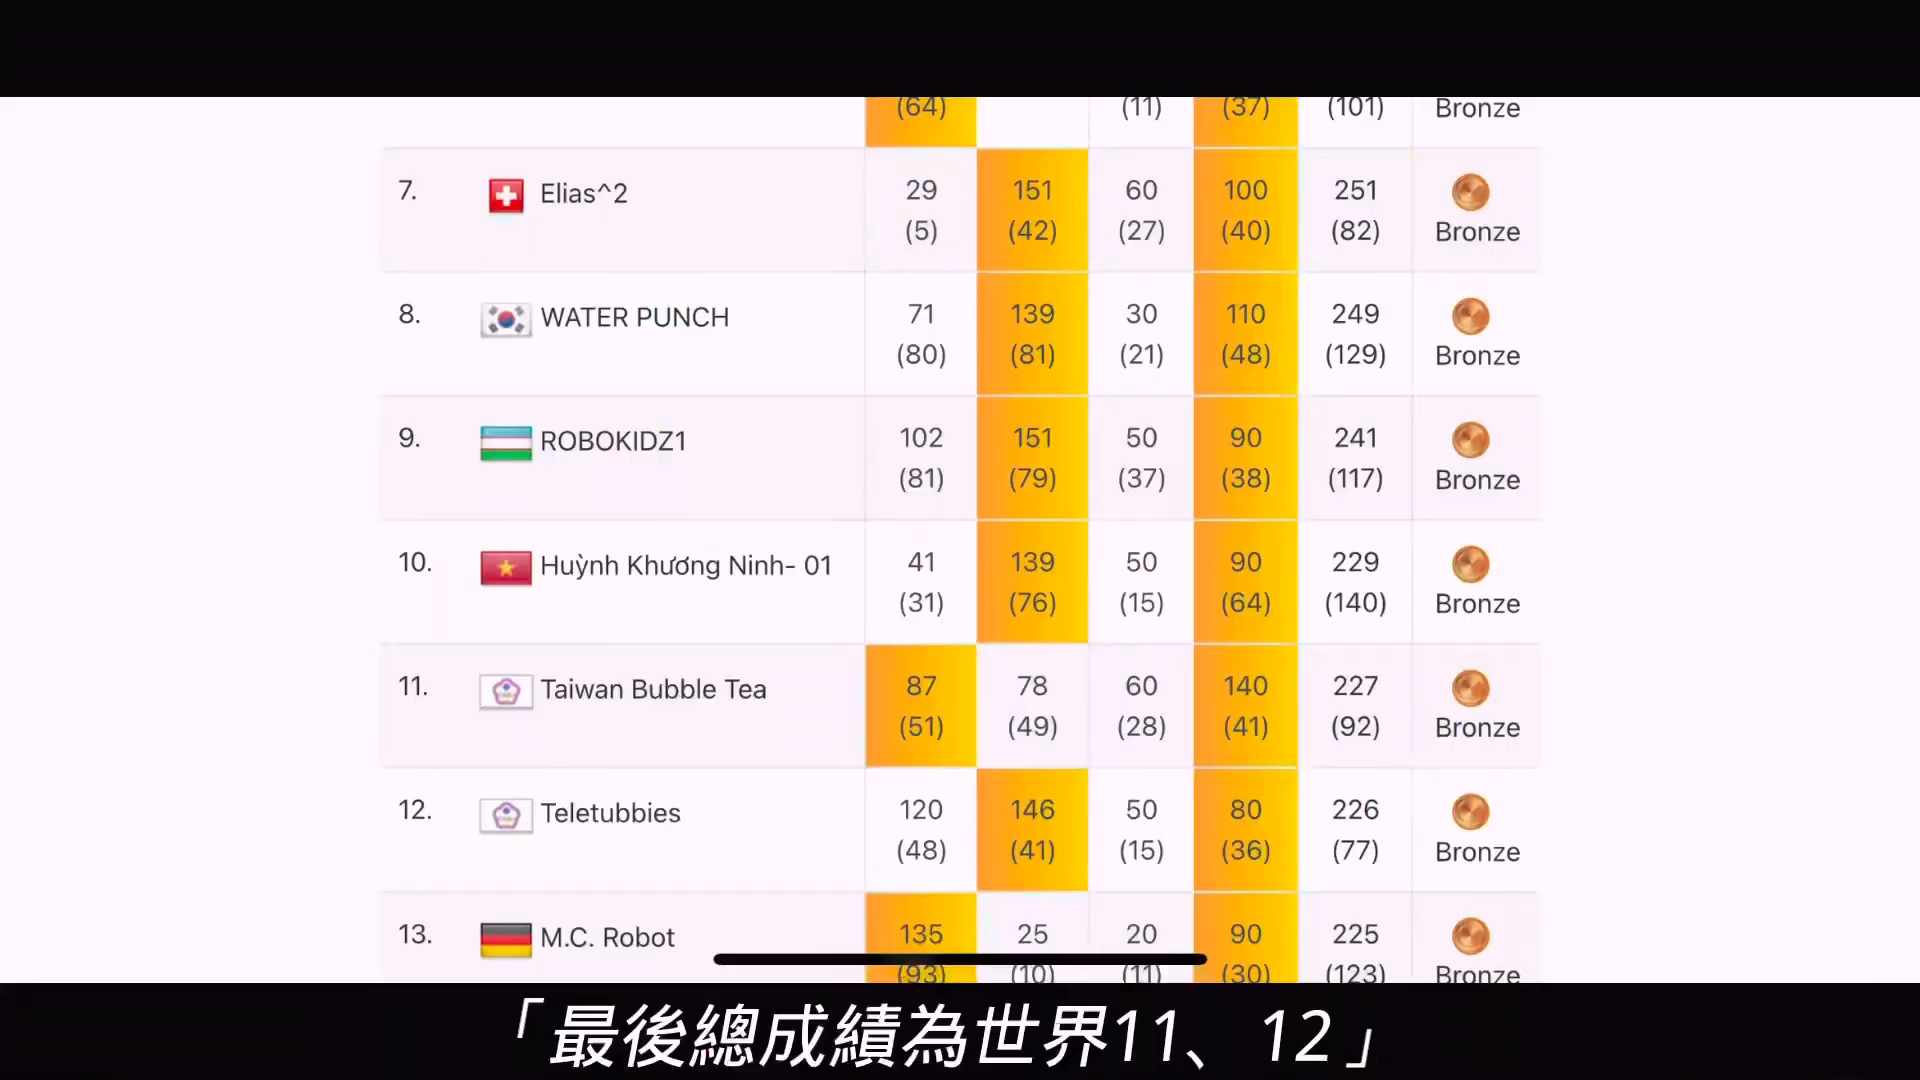 (64) (11) (37) (101) Bronze
7. Elias^2 29 151 60 100 251
(5) (42) (27) (40) (82) Bronze
8. WATER PUNCH 71 139 30 110 249
(80) (81) (21) (48) (129) Bronze
9. ROBOKIDZ1 102 151 50 90 241
(81) (79) (37) (38) (117) Bronze
10. Huỳnh Khương Ninh- 01 41 139 50 90 229
(31) (76) (15) (64) (140) Bronze
11. Taiwan Bubble Tea 87 78 60 140 227
(51) (49) (28) (41) (92) Bronze
12. Teletubbies 120 146 50 80 226
(48) (41) (15) (36) (77) Bronze
13. M.C. Robot 135 25 20 90 225
(93) (10) (11) (30) (123) Bronze
「最後總成績為世界11、12」